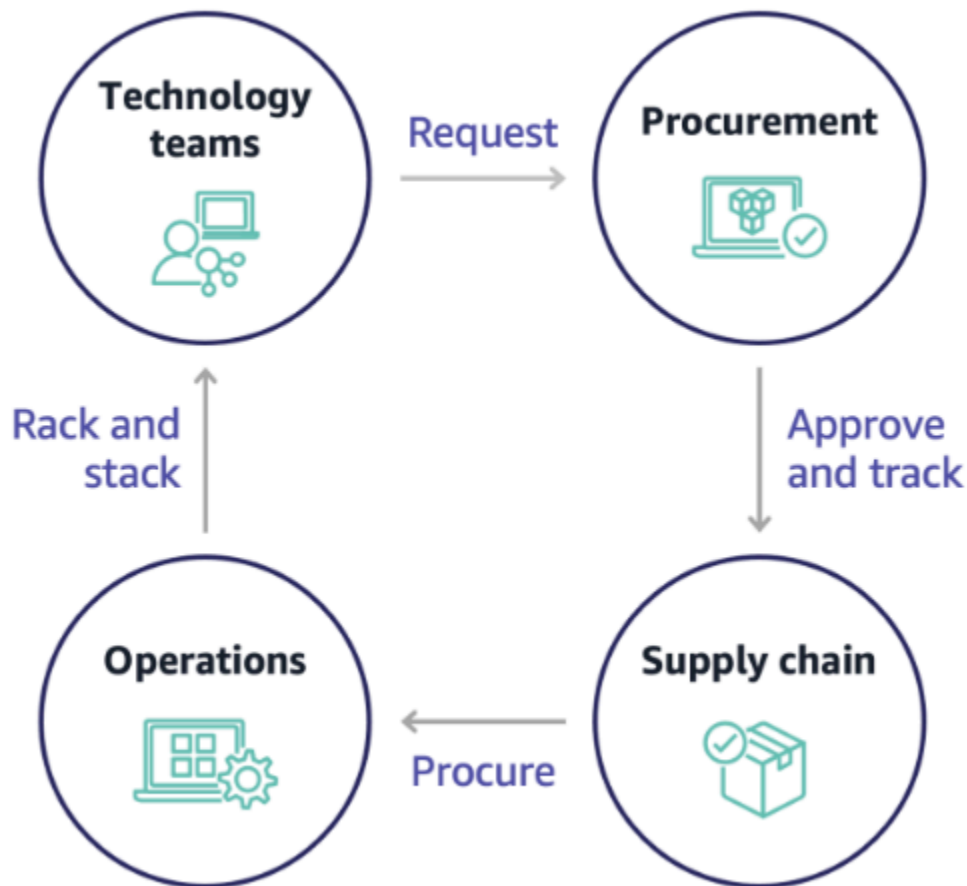 Technology
teams
Request
Procurement
Rack and
stack
Approve
and track
Operations
Supply chain
Procure